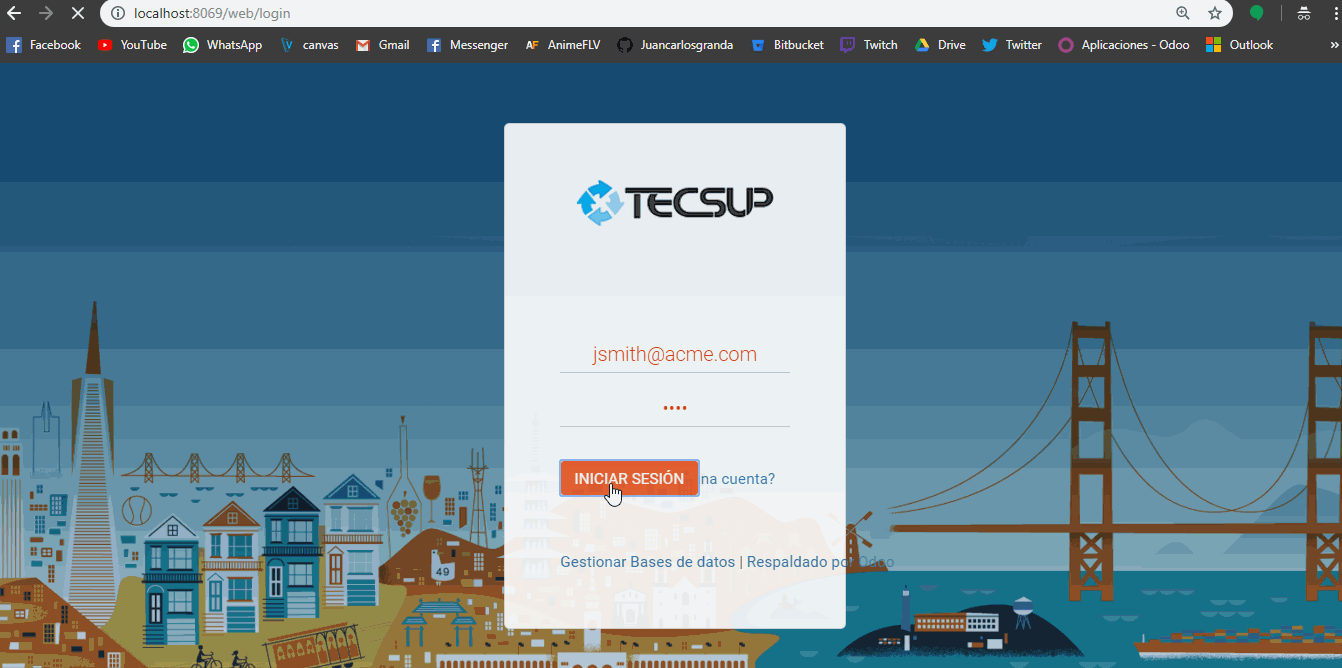 localhost:8069/web/login
Facebook YouTube WhatsApp canvas Gmail Messenger AnimeFLV Juancarlosgranda Bitbucket Twitch Drive Twitter Aplicaciones - Odoo Outlook »
TECSUP
jsmith@acme.com
••••
INICIAR SESIÓN na cuenta?
Gestionar Bases de datos | Respaldado por Odoo
49